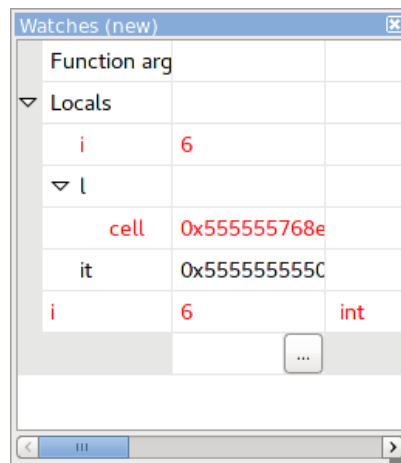 Watches (new)
Function arg
Locals
i 6
l
cell 0x555555768e
it 0x5555555550
i 6 int
...